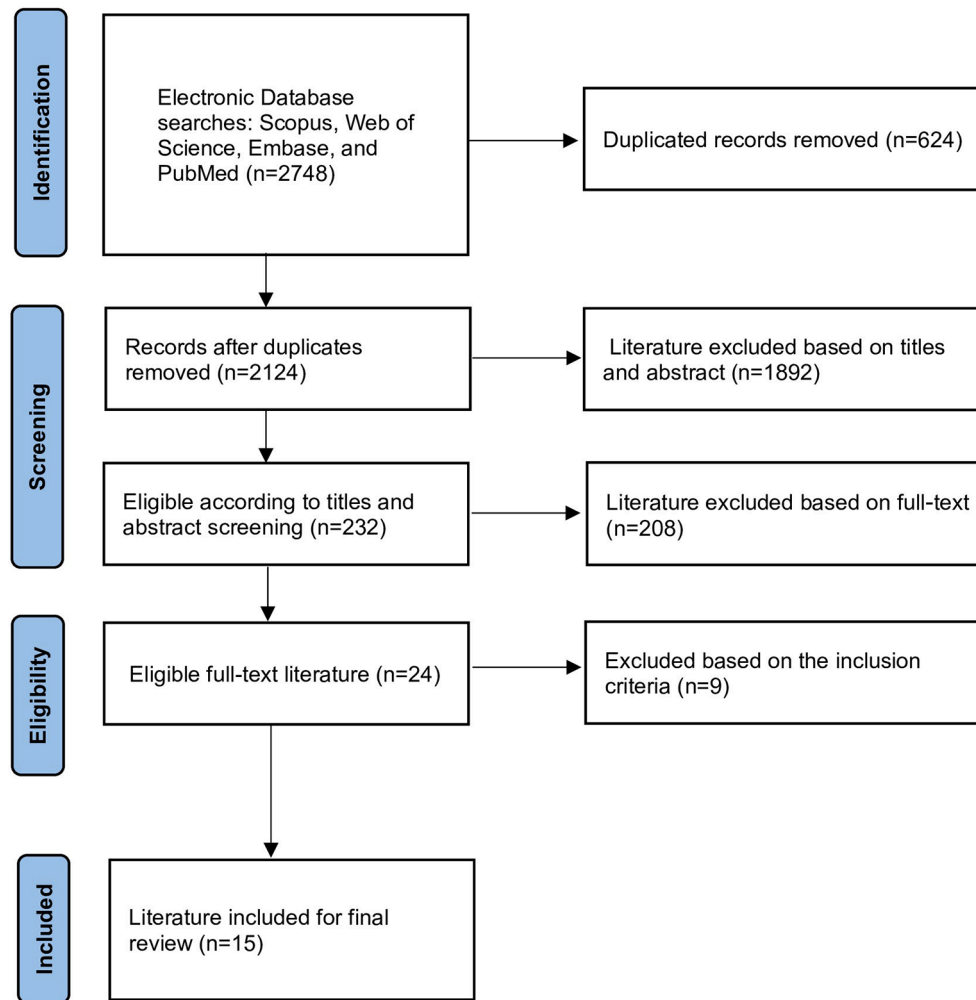 Identification
Electronic Database
searches: Scopus, Web of
Science, Embase, and
PubMed (n=2748)
Duplicated records removed (n=624)
Screening
Records after duplicates
removed (n=2124)
Literature excluded based on titles
and abstract (n=1892)
Eligible according to titles and
abstract screening (n=232)
Literature excluded based on full-text
(n=208)
Eligibility
Eligible full-text literature (n=24)
Excluded based on the inclusion
criteria (n=9)
Included
Literature included for final
review (n=15)